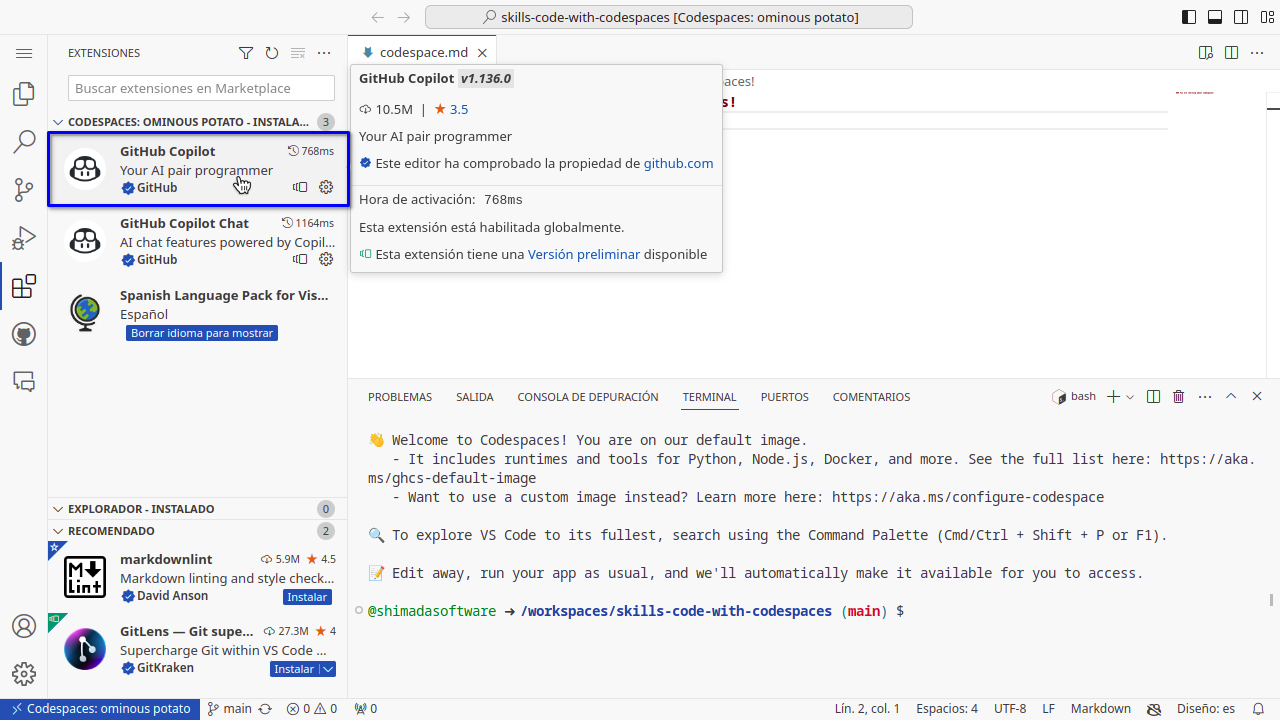 skills-code-with-codespaces [Codespaces: ominous potato]
EXTENSIONES
Buscar extensiones en Marketplace
CODESPACES: OMINOUS POTATO - INSTALA... 3
GitHub Copilot 768ms
Your AI pair programmer
GitHub
GitHub Copilot Chat 1164ms
AI chat features powered by Copil...
GitHub
Spanish Language Pack for Vis...
Español
Borrar idioma para mostrar
EXPLORADOR - INSTALADO 0
RECOMENDADO 2
markdownlint 5.9M ★ 4.5
Markdown linting and style check...
David Anson Instalar
GitLens — Git supe... 27.3M ★ 4
Supercharge Git within VS Code ...
GitKraken Instalar
codespace.md
paces!
s!
GitHub Copilot v1.136.0
10.5M | ★ 3.5
Your AI pair programmer
Este editor ha comprobado la propiedad de github.com
Hora de activación: 768ms
Esta extensión está habilitada globalmente.
Esta extensión tiene una Versión preliminar disponible
PROBLEMAS SALIDA CONSOLA DE DEPURACIÓN TERMINAL PUERTOS COMENTARIOS bash
👋 Welcome to Codespaces! You are on our default image.
- It includes runtimes and tools for Python, Node.js, Docker, and more. See the full list here: https://aka.
ms/ghcs-default-image
- Want to use a custom image instead? Learn more here: https://aka.ms/configure-codespace
🔍 To explore VS Code to its fullest, search using the Command Palette (Cmd/Ctrl + Shift + P or F1).
📝 Edit away, run your app as usual, and we'll automatically make it available for you to access.
@shimadasoftware ➜ /workspaces/skills-code-with-codespaces (main) $
Codespaces: ominous potato main 0 0 0 Lín. 2, col. 1 Espacios: 4 UTF-8 LF Markdown Diseño: es